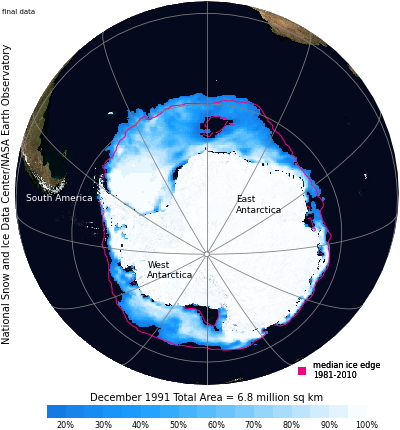 final data
National Snow and Ice Data Center/NASA Earth Observatory
South America
East
Antarctica
West
Antarctica
median ice edge
1981-2010
December 1991 Total Area = 6.8 million sq km
20% 30% 40% 50% 60% 70% 80% 90% 100%